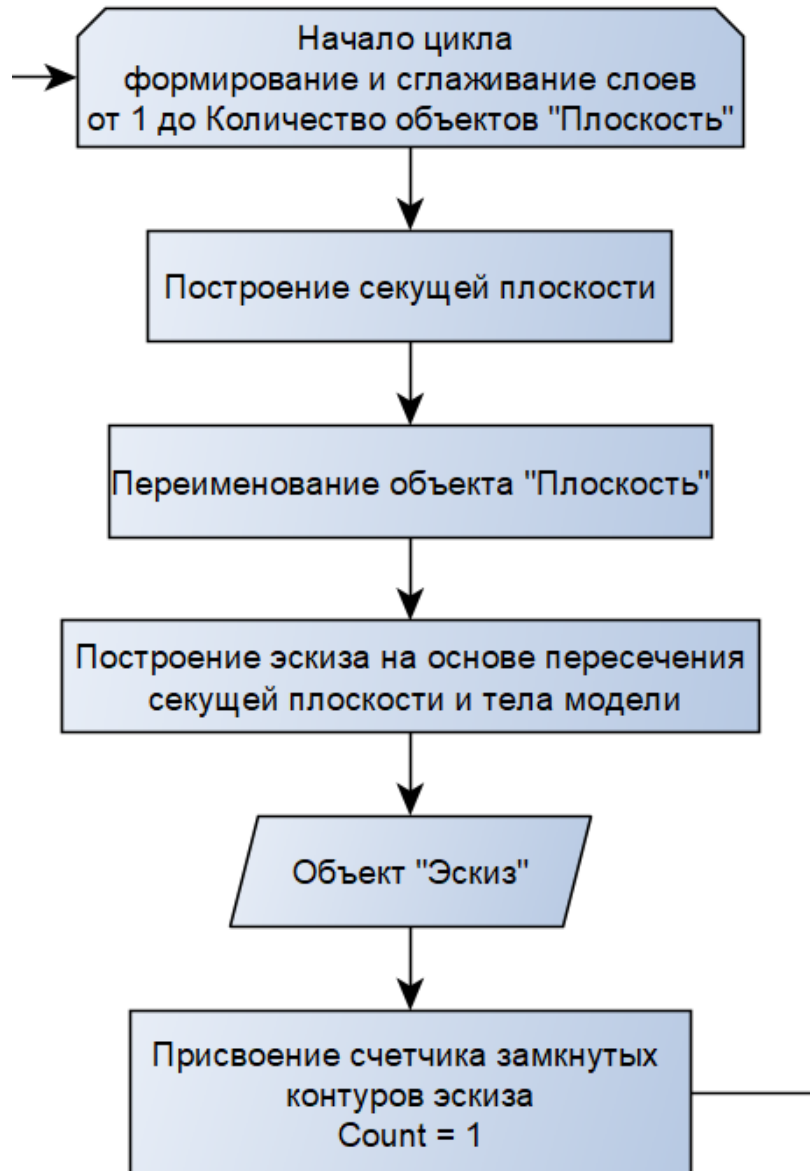 Начало цикла
формирование и сглаживание слоев
от 1 до Количество объектов "Плоскость"
Построение секущей плоскости
Переименование объекта "Плоскость"
Построение эскиза на основе пересечения
секущей плоскости и тела модели
Объект "Эскиз"
Присвоение счетчика замкнутых
контуров эскиза
Count = 1